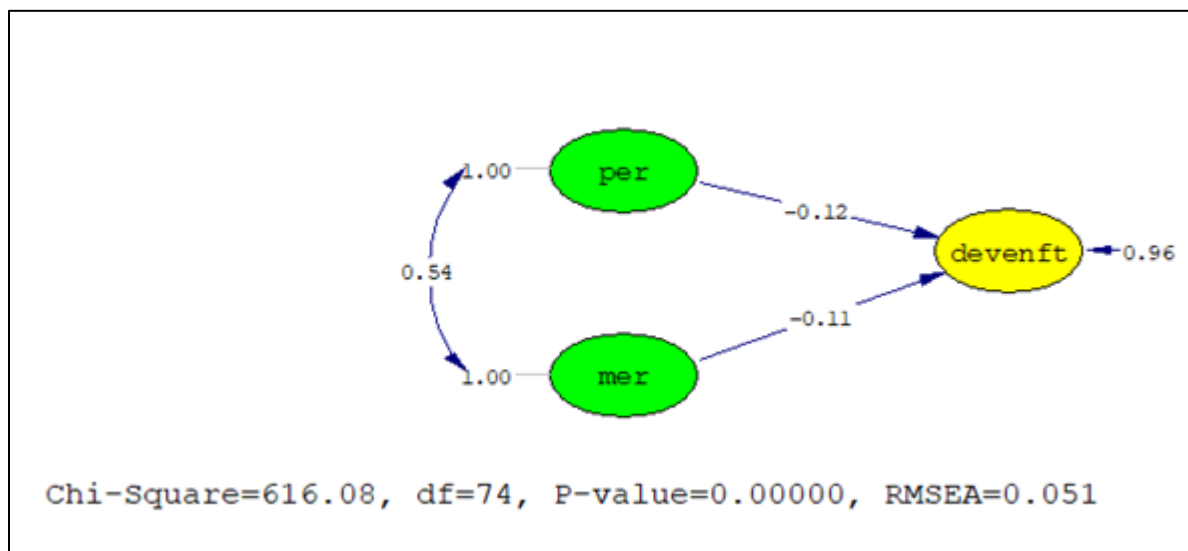 1.00
per
-0.12
devenft
0.96
0.54
-0.11
1.00
mer
Chi-Square=616.08, df=74, P-value=0.00000, RMSEA=0.051